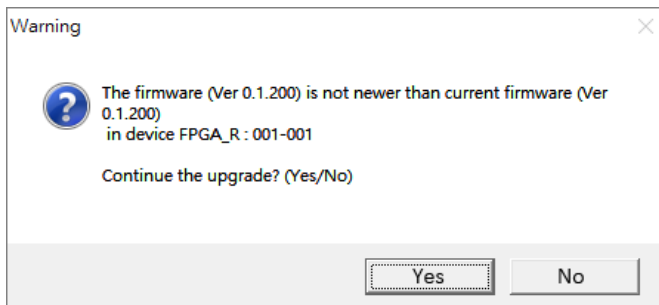 Warning
The firmware (Ver 0.1.200) is not newer than current firmware (Ver
0.1.200)
in device FPGA_R : 001-001
Continue the upgrade? (Yes/No)
Yes
No